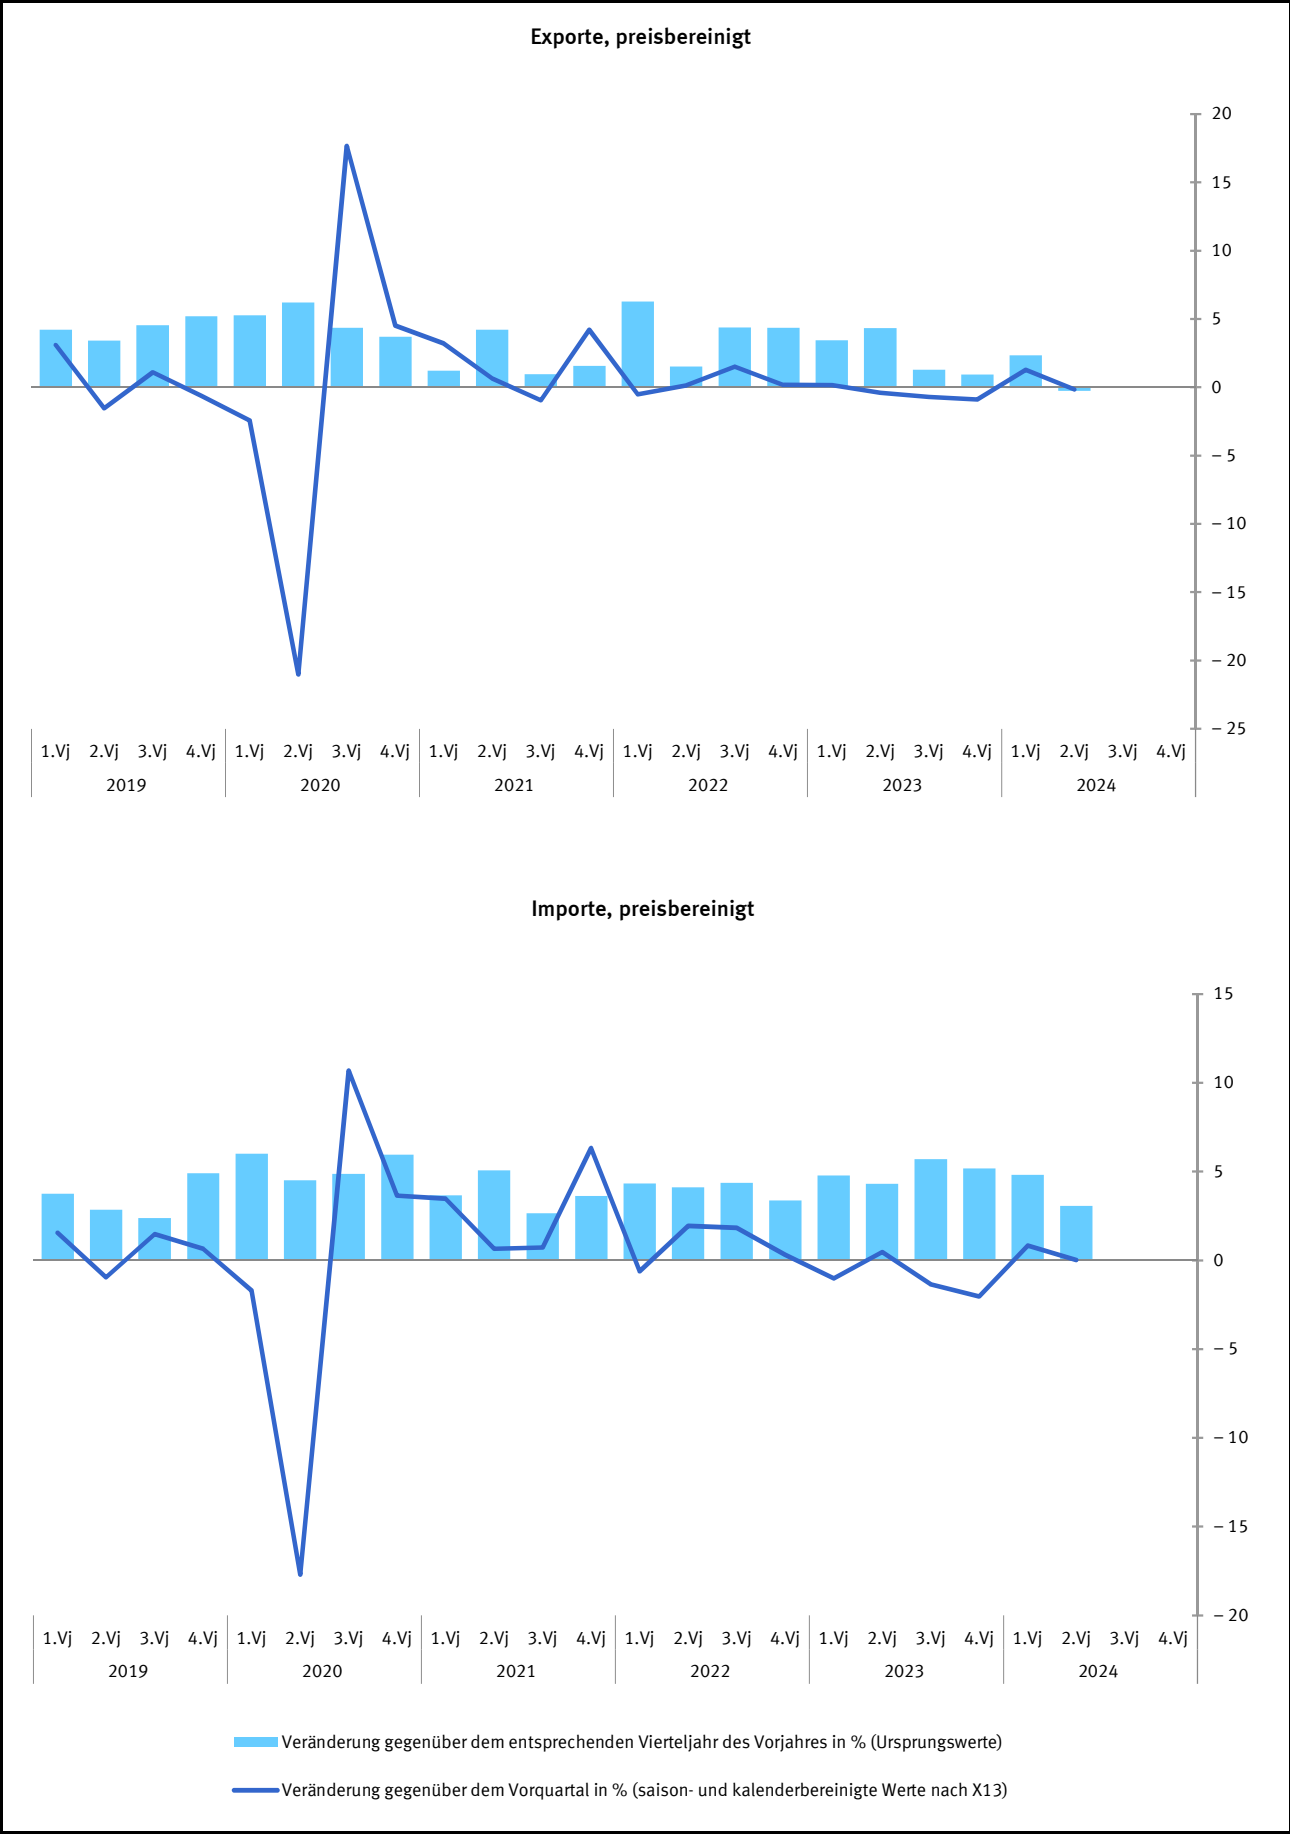 Exporte, preisbereinigt
20
15
10
5
0
– 5
– 10
– 15
– 20
– 25
1.Vj 2.Vj 3.Vj 4.Vj 1.Vj 2.Vj 3.Vj 4.Vj 1.Vj 2.Vj 3.Vj 4.Vj 1.Vj 2.Vj 3.Vj 4.Vj 1.Vj 2.Vj 3.Vj 4.Vj 1.Vj 2.Vj 3.Vj 4.Vj
2019 2020 2021 2022 2023 2024
Importe, preisbereinigt
15
10
5
0
– 5
– 10
– 15
– 20
1.Vj 2.Vj 3.Vj 4.Vj 1.Vj 2.Vj 3.Vj 4.Vj 1.Vj 2.Vj 3.Vj 4.Vj 1.Vj 2.Vj 3.Vj 4.Vj 1.Vj 2.Vj 3.Vj 4.Vj 1.Vj 2.Vj 3.Vj 4.Vj
2019 2020 2021 2022 2023 2024
Veränderung gegenüber dem entsprechenden Vierteljahr des Vorjahres in % (Ursprungswerte)
Veränderung gegenüber dem Vorquartal in % (saison- und kalenderbereinigte Werte nach X13)